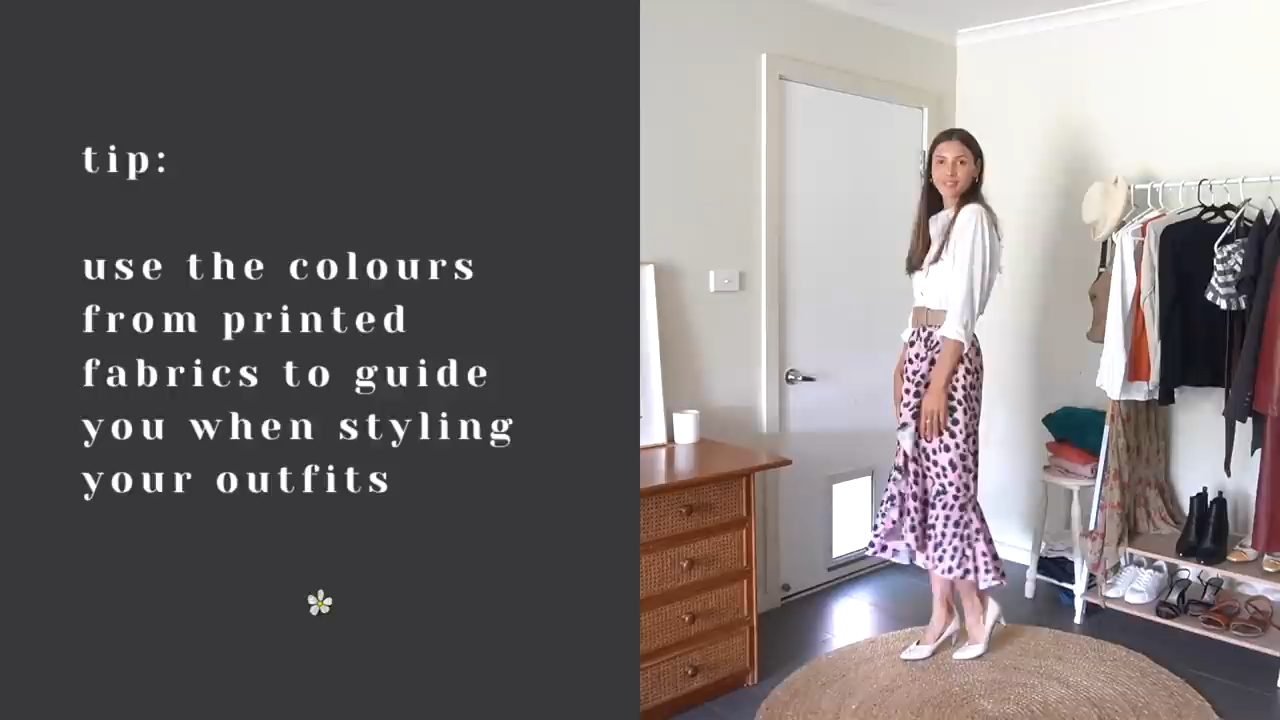 tip:
use the colours
from printed
fabrics to guide
you when styling
your outfits